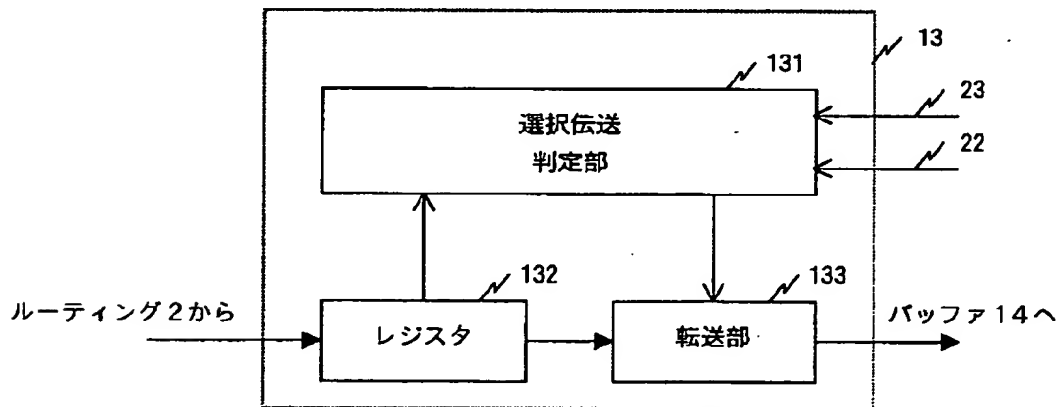 13
131
23
選択伝送
判定部
22
132
133
ルーティング2から
レジスタ
転送部
バッファ14へ